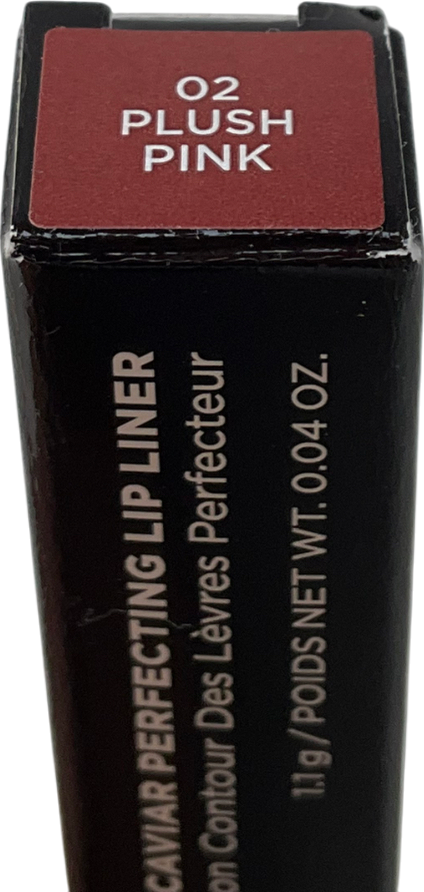 02
PLUSH
PINK
CAVIAR PERFECTING LIP LINER
Contour Des Lèvres Perfecteur
1.1 g / POIDS NET WT. 0.04 OZ.